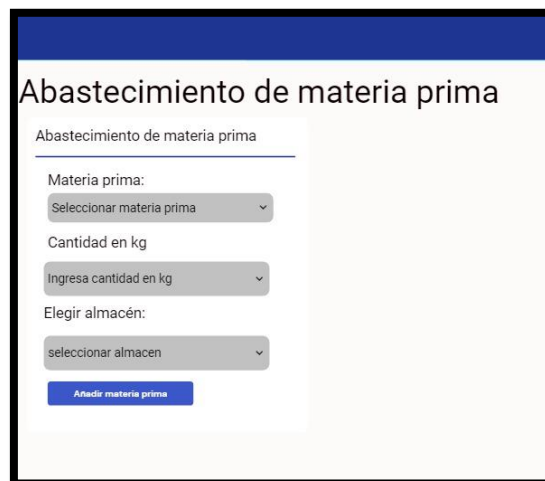 Abastecimiento de materia prima
Abastecimiento de materia prima
Materia prima:
Seleccionar materia prima
Cantidad en kg
Ingresa cantidad en kg
Elegir almacén:
seleccionar almacen
Añadir materia prima